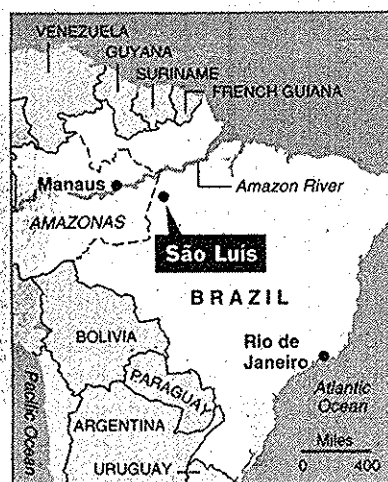 VENEZUELA
GUYANA
SURINAME
FRENCH GUIANA
Manaus
Amazon River
AMAZONAS
São Luís
BRAZIL
BOLIVIA
Rio de
Janeiro
PARAGUAY
Pacific Ocean
Atlantic
Ocean
ARGENTINA
Miles
URUGUAY
0 400